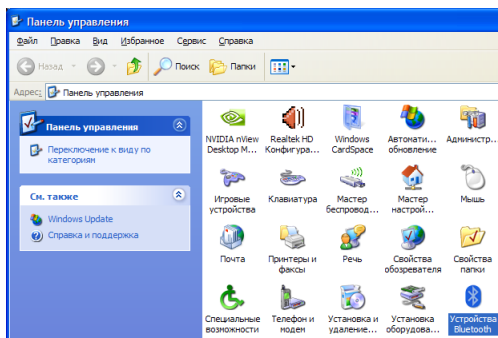 Панель управления
Файл Правка Вид Избранное Сервис Справка
Назад Поиск Папки
Адрес: Панель управления
Панель управления
Переключение к виду по
категориям
См. также
Windows Update
Справка и поддержка
NVIDIA nView
Desktop M...
Realtek HD
Конфигура...
Windows
CardSpace
Автомати...
обновление
Администр...
Игровые
устройства
Клавиатура
Мастер
беспровод...
Мастер
настрой...
Мышь
Почта
Принтеры и
факсы
Речь
Свойства
обозревателя
Свойства
папки
Специальные
возможности
Телефон и
модем
Установка и
удаление...
Установка
оборудова...
Устройства
Bluetooth